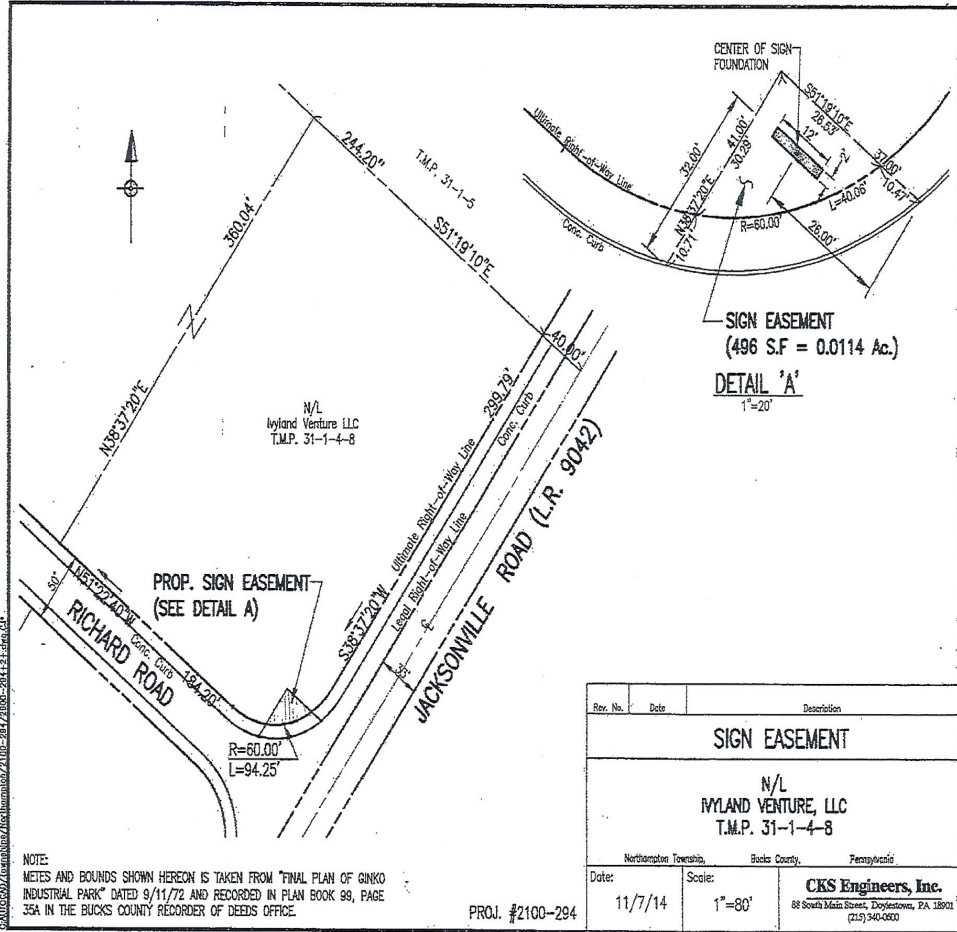 CENTER OF SIGN
FOUNDATION
S51°19'10"E
26.53'
12'
2'
37.00'
10.47'
L=40.06'
26.00'
R=60.00'
41.00'
30.29'
32.00'
N38°37'20"E
10.71'
Ultimate Right-of-Way Line
Conc. Curb
SIGN EASEMENT
(496 S.F = 0.0114 Ac.)
DETAIL 'A'
1"=20'
244.20"
T.M.P. 31-1-5
S51°19'10"E
360.04'
N38°37'20"E
40.00'
299.79'
N/L
Ivyland Venture LLC
T.M.P. 31-1-4-8
Conc. Curb
Ultimate Right-of-Way Line
Legal Right-of-Way Line
S38°37'20"W
JACKSONVILLE ROAD (L.R. 9042)
℄
35'
PROP. SIGN EASEMENT
(SEE DETAIL A)
50'
N51°22'40"W
Conc. Curb
184.20'
RICHARD ROAD
R=60.00'
L=94.25'
NOTE:
METES AND BOUNDS SHOWN HEREON IS TAKEN FROM "FINAL PLAN OF GINKO
INDUSTRIAL PARK" DATED 9/11/72 AND RECORDED IN PLAN BOOK 99, PAGE
35A IN THE BUCKS COUNTY RECORDER OF DEEDS OFFICE.
PROJ. #2100-294
Rev. No. Date Description
SIGN EASEMENT
N/L
IVYLAND VENTURE, LLC
T.M.P. 31-1-4-8
Northampton Township, Bucks County, Pennsylvania
Date: Scale:
11/7/14 1"=80'
CKS Engineers, Inc.
88 South Main Street, Doylestown, PA 18901
(215) 340-0600